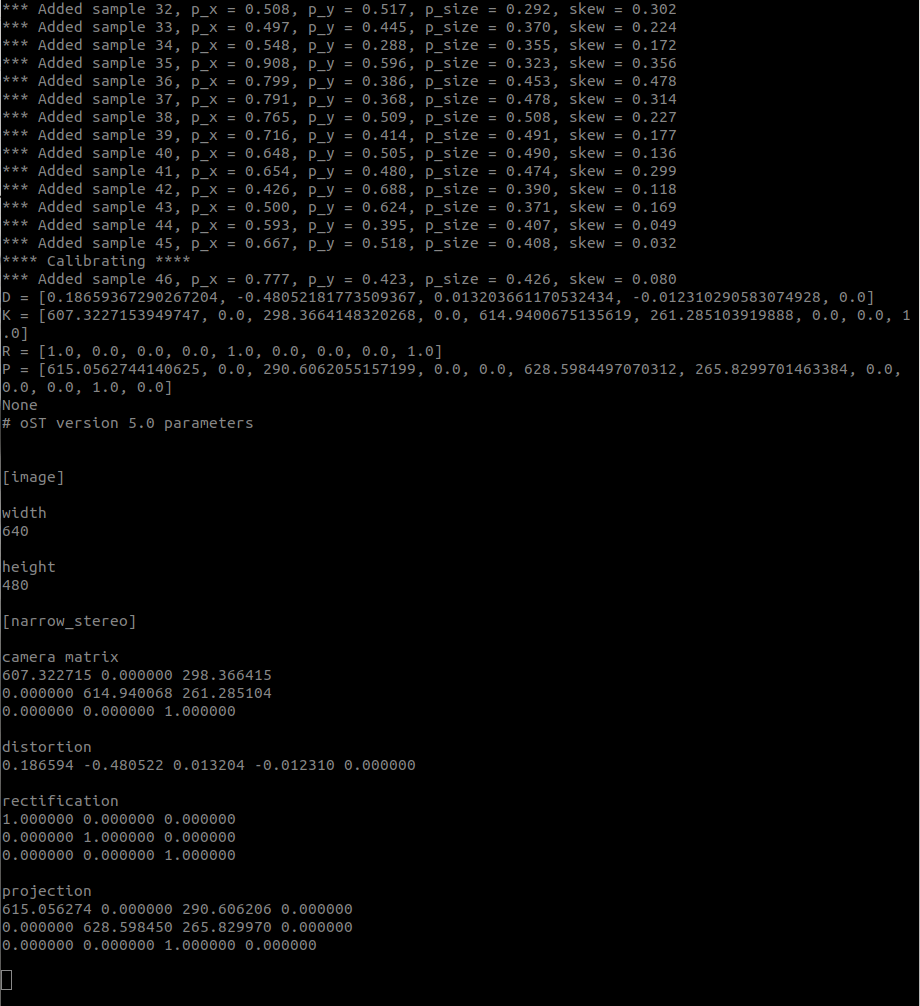 *** Added sample 32, p_x = 0.508, p_y = 0.517, p_size = 0.292, skew = 0.302
*** Added sample 33, p_x = 0.497, p_y = 0.445, p_size = 0.370, skew = 0.224
*** Added sample 34, p_x = 0.548, p_y = 0.288, p_size = 0.355, skew = 0.172
*** Added sample 35, p_x = 0.908, p_y = 0.596, p_size = 0.323, skew = 0.356
*** Added sample 36, p_x = 0.799, p_y = 0.386, p_size = 0.453, skew = 0.478
*** Added sample 37, p_x = 0.791, p_y = 0.368, p_size = 0.478, skew = 0.314
*** Added sample 38, p_x = 0.765, p_y = 0.509, p_size = 0.508, skew = 0.227
*** Added sample 39, p_x = 0.716, p_y = 0.414, p_size = 0.491, skew = 0.177
*** Added sample 40, p_x = 0.648, p_y = 0.505, p_size = 0.490, skew = 0.136
*** Added sample 41, p_x = 0.654, p_y = 0.480, p_size = 0.474, skew = 0.299
*** Added sample 42, p_x = 0.426, p_y = 0.688, p_size = 0.390, skew = 0.118
*** Added sample 43, p_x = 0.500, p_y = 0.624, p_size = 0.371, skew = 0.169
*** Added sample 44, p_x = 0.593, p_y = 0.395, p_size = 0.407, skew = 0.049
*** Added sample 45, p_x = 0.667, p_y = 0.518, p_size = 0.408, skew = 0.032
**** Calibrating ****
*** Added sample 46, p_x = 0.777, p_y = 0.423, p_size = 0.426, skew = 0.080
D = [0.18659367290267204, -0.48052181773509367, 0.013203661170532434, -0.012310290583074928, 0.0]
K = [607.3227153949747, 0.0, 298.3664148320268, 0.0, 614.9400675135619, 261.285103919888, 0.0, 0.0, 1
.0]
R = [1.0, 0.0, 0.0, 0.0, 1.0, 0.0, 0.0, 0.0, 1.0]
P = [615.0562744140625, 0.0, 290.6062055157199, 0.0, 0.0, 628.5984497070312, 265.8299701463384, 0.0,
0.0, 0.0, 1.0, 0.0]
None
# oST version 5.0 parameters
[image]
width
640
height
480
[narrow_stereo]
camera matrix
607.322715 0.000000 298.366415
0.000000 614.940068 261.285104
0.000000 0.000000 1.000000
distortion
0.186594 -0.480522 0.013204 -0.012310 0.000000
rectification
1.000000 0.000000 0.000000
0.000000 1.000000 0.000000
0.000000 0.000000 1.000000
projection
615.056274 0.000000 290.606206 0.000000
0.000000 628.598450 265.829970 0.000000
0.000000 0.000000 1.000000 0.000000